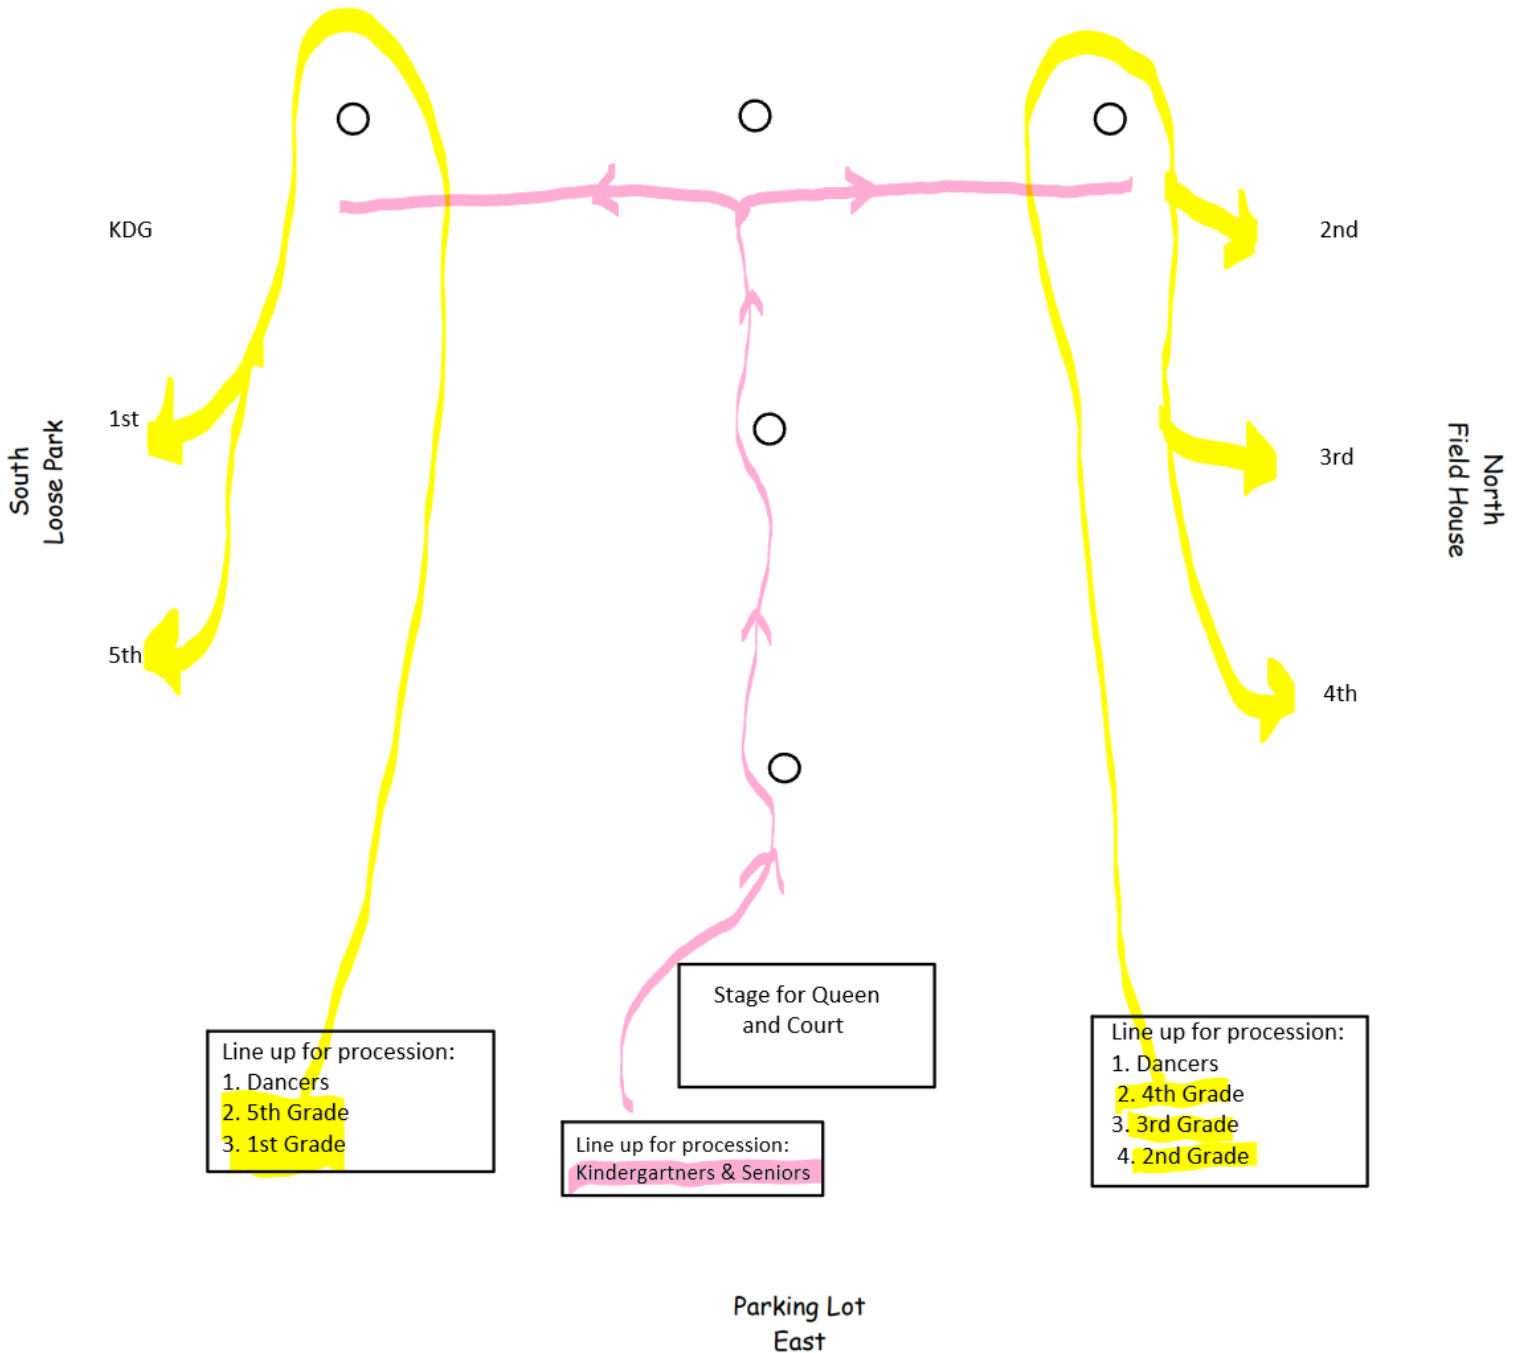 KDG
2nd
1st
3rd
South
Loose Park
North
Field House
5th
4th
Stage for Queen
and Court
Line up for procession:
1. Dancers
2. 5th Grade
3. 1st Grade
Line up for procession:
Kindergartners & Seniors
Line up for procession:
1. Dancers
2. 4th Grade
3. 3rd Grade
4. 2nd Grade
Parking Lot
East